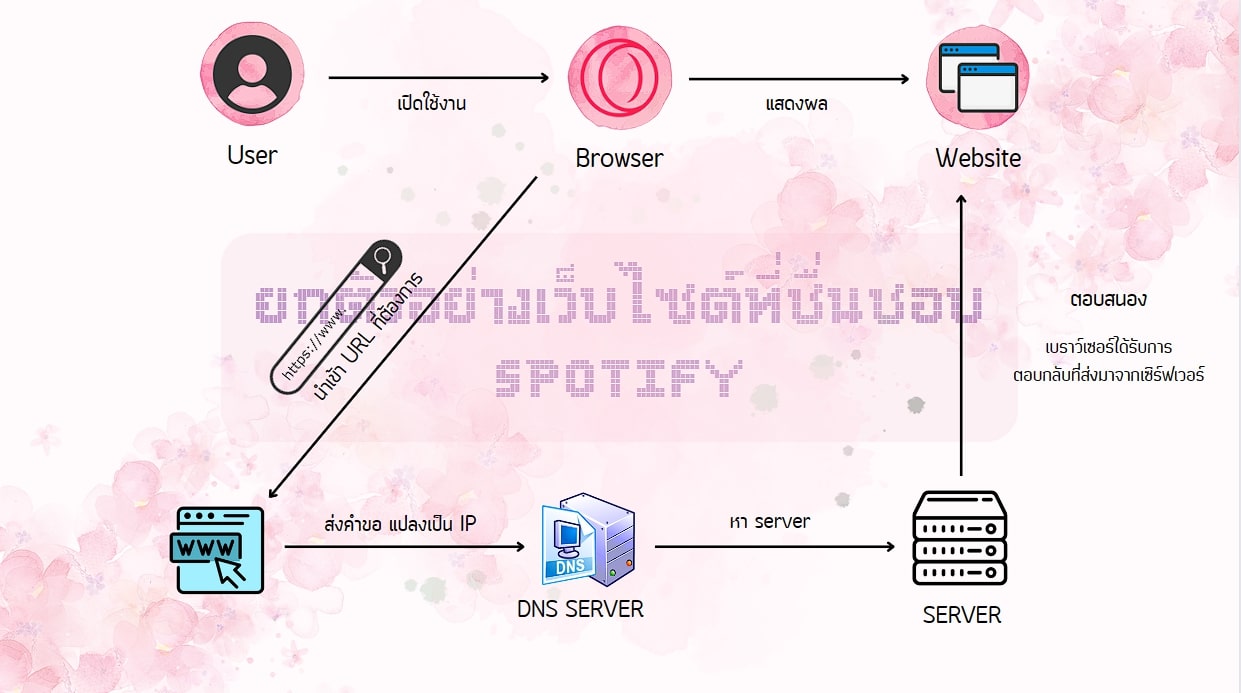 เปิดใช้งาน
แสดงผล
User
Browser
Website
https://www.
นำเข้า URL ที่ต้องการ
ยกตัวอย่างเว็บไซต์ที่ชื่นชอบ
SPOTIFY
ตอบสนอง
เบราว์เซอร์ได้รับการ
ตอบกลับที่ส่งมาจากเซิร์ฟเวอร์
WWW
ส่งคำขอ แปลงเป็น IP
DNS
หา server
DNS SERVER
SERVER